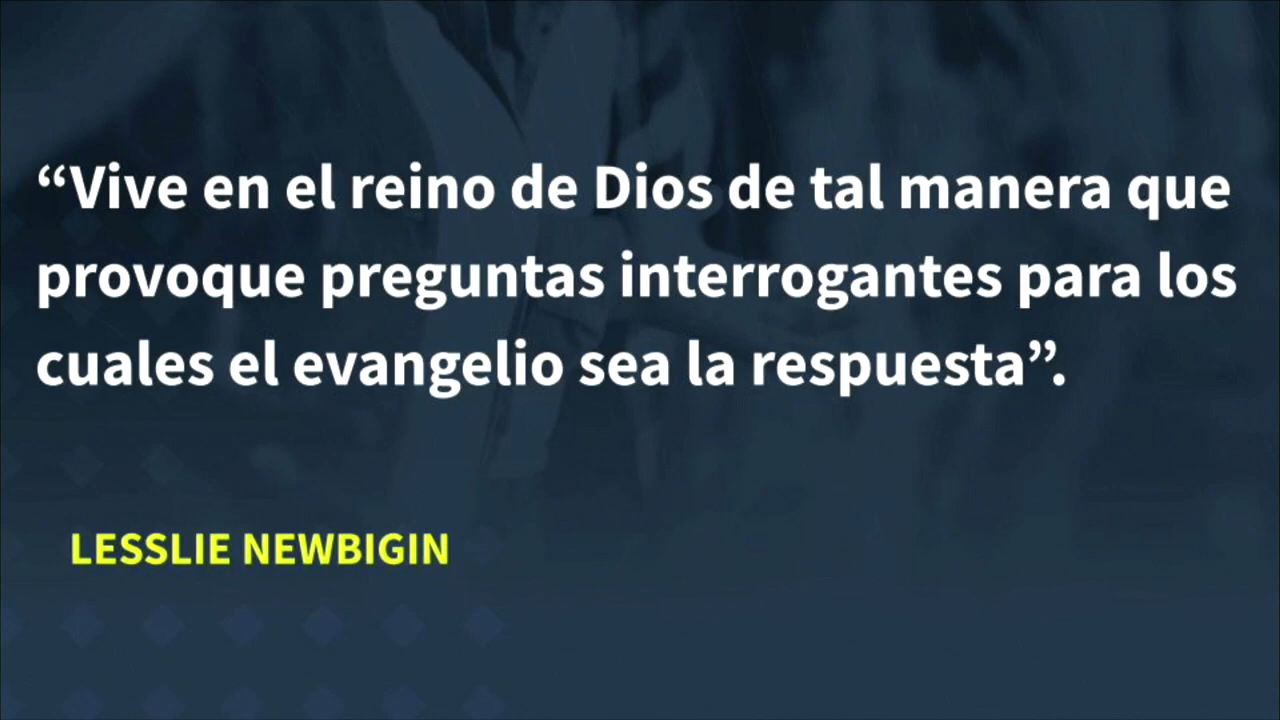 “Vive en el reino de Dios de tal manera que
provoque preguntas interrogantes para los
cuales el evangelio sea la respuesta”.
LESSLIE NEWBIGIN